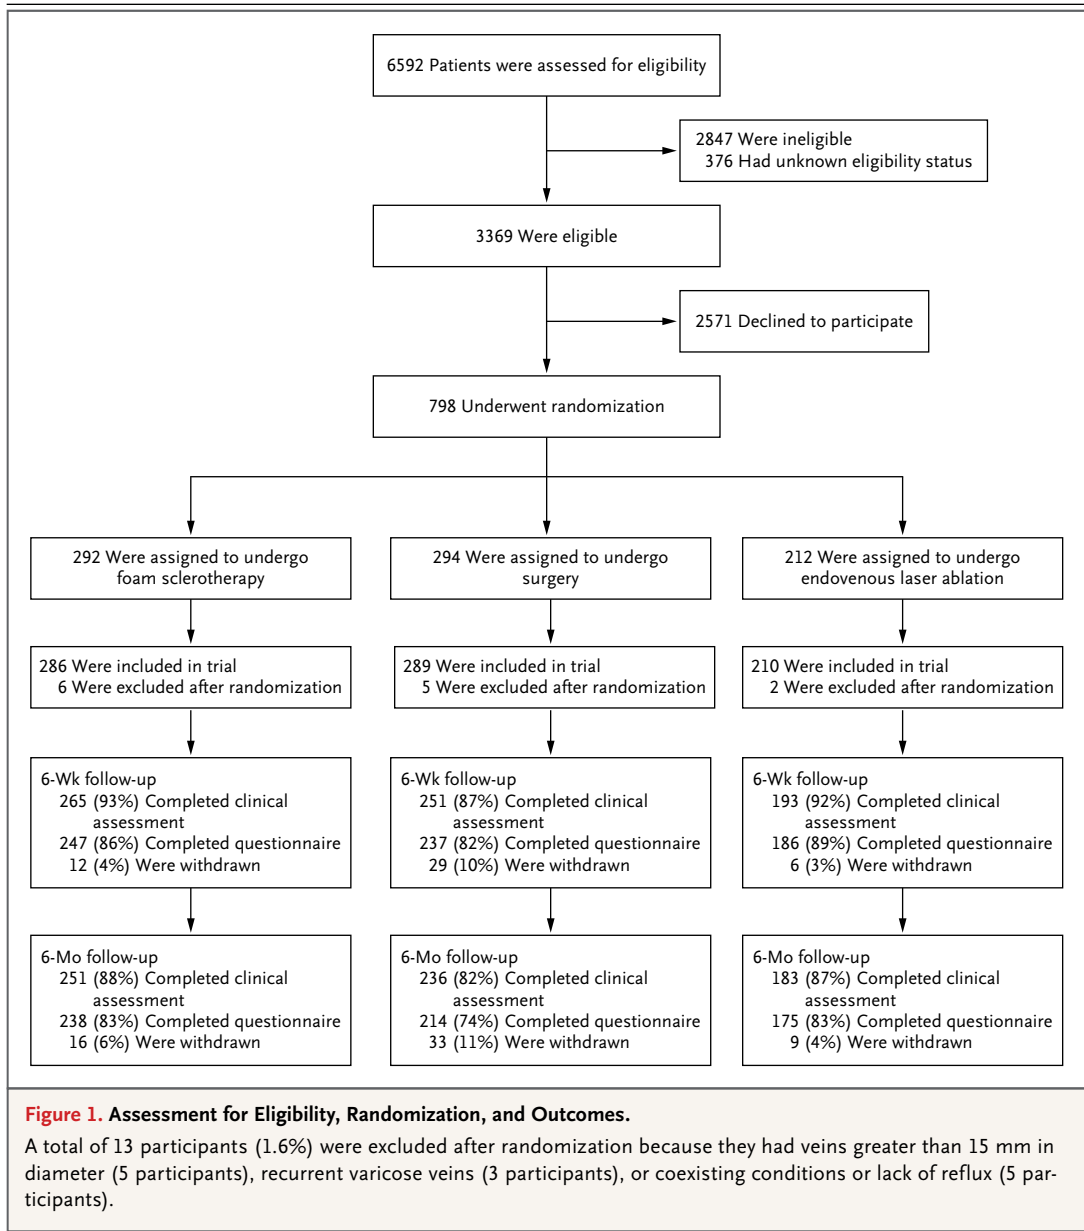 6592 Patients were assessed for eligibility
2847 Were ineligible
376 Had unknown eligibility status
3369 Were eligible
2571 Declined to participate
798 Underwent randomization
292 Were assigned to undergo
foam sclerotherapy
294 Were assigned to undergo
surgery
212 Were assigned to undergo
endovenous laser ablation
286 Were included in trial
6 Were excluded after randomization
289 Were included in trial
5 Were excluded after randomization
210 Were included in trial
2 Were excluded after randomization
6-Wk follow-up
265 (93%) Completed clinical
assessment
247 (86%) Completed questionnaire
12 (4%) Were withdrawn
6-Wk follow-up
251 (87%) Completed clinical
assessment
237 (82%) Completed questionnaire
29 (10%) Were withdrawn
6-Wk follow-up
193 (92%) Completed clinical
assessment
186 (89%) Completed questionnaire
6 (3%) Were withdrawn
6-Mo follow-up
251 (88%) Completed clinical
assessment
238 (83%) Completed questionnaire
16 (6%) Were withdrawn
6-Mo follow-up
236 (82%) Completed clinical
assessment
214 (74%) Completed questionnaire
33 (11%) Were withdrawn
6-Mo follow-up
183 (87%) Completed clinical
assessment
175 (83%) Completed questionnaire
9 (4%) Were withdrawn
Figure 1. Assessment for Eligibility, Randomization, and Outcomes.
A total of 13 participants (1.6%) were excluded after randomization because they had veins greater than 15 mm in
diameter (5 participants), recurrent varicose veins (3 participants), or coexisting conditions or lack of reflux (5 par-
ticipants).